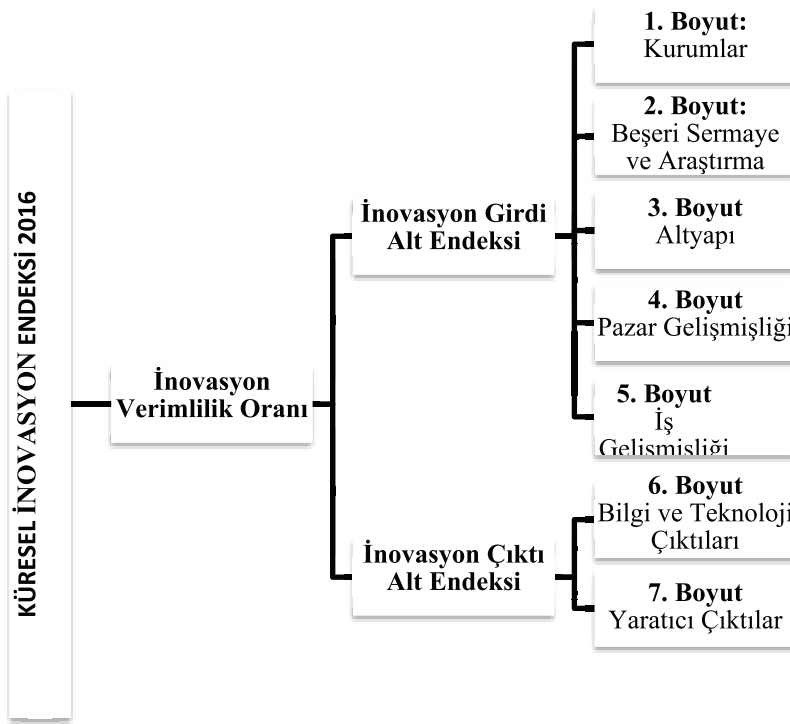 KÜRESEL İNOVASYON ENDEKSİ 2016
İnovasyon
Verimlilik Oranı
İnovasyon Girdi
Alt Endeksi
1. Boyut:
Kurumlar
2. Boyut:
Beşeri Sermaye
ve Araştırma
3. Boyut
Altyapı
4. Boyut
Pazar Gelişmişliği
5. Boyut
İş
Gelişmişliği
İnovasyon Çıktı
Alt Endeksi
6. Boyut
Bilgi ve Teknoloji
Çıktıları
7. Boyut
Yaratıcı Çıktılar